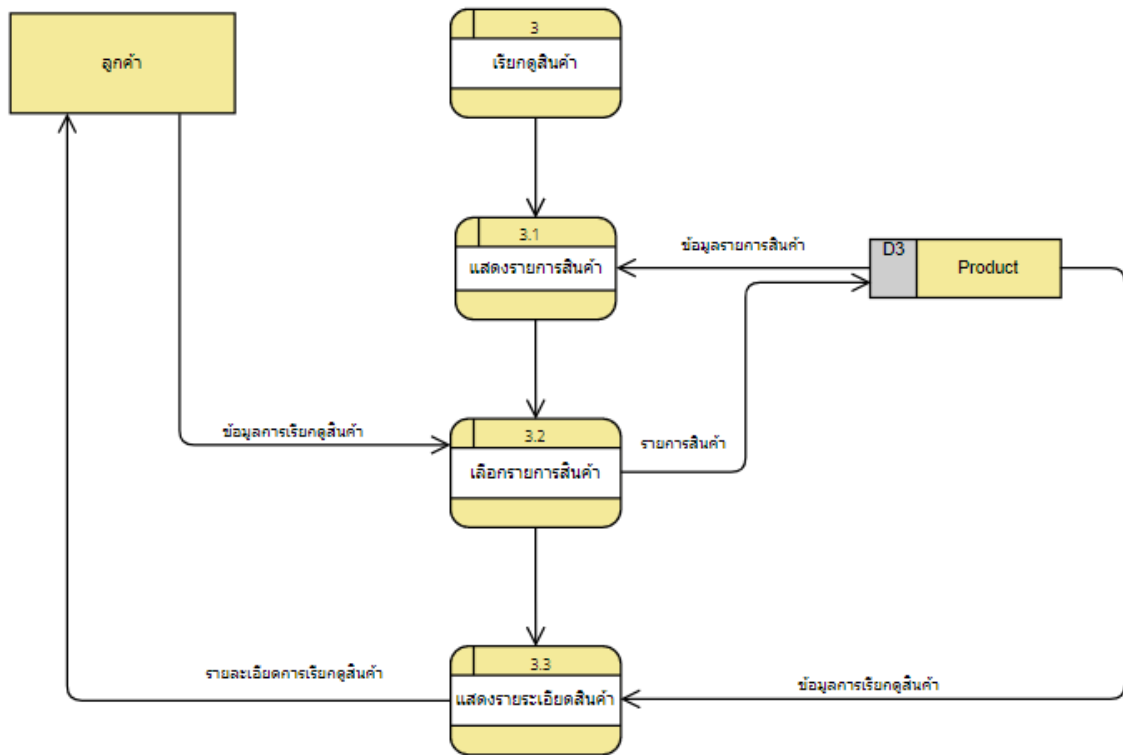 ลูกค้า
3
เรียกดูสินค้า
3.1
แสดงรายการสินค้า
ข้อมูลรายการสินค้า
D3
Product
ข้อมูลการเรียกดูสินค้า
3.2
เลือกรายการสินค้า
รายการสินค้า
รายละเอียดการเรียกดูสินค้า
3.3
แสดงรายระเอียดสินค้า
ข้อมูลการเรียกดูสินค้า